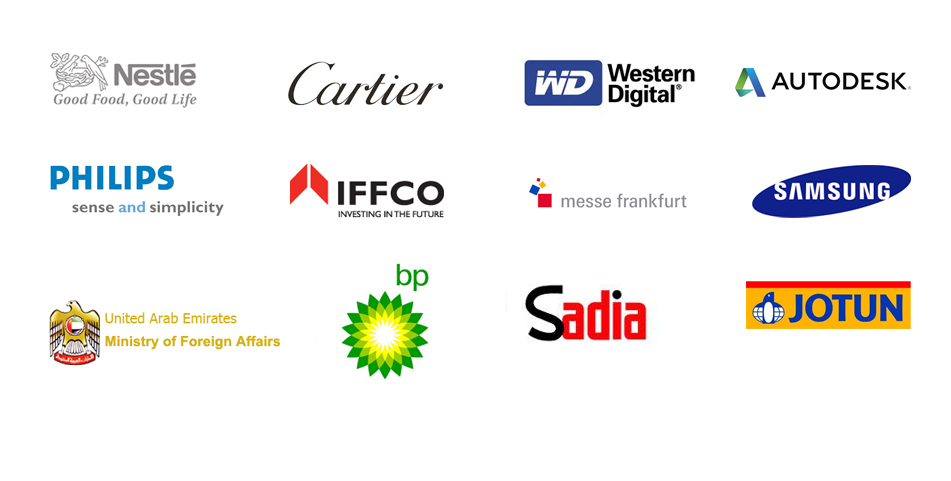 Nestlé
Good Food, Good Life
Cartier
WD Western
Digital®
AUTODESK
PHILIPS
sense and simplicity
IFFCO
INVESTING IN THE FUTURE
messe frankfurt
SAMSUNG
United Arab Emirates
Ministry of Foreign Affairs
bp
Sadia
JOTUN